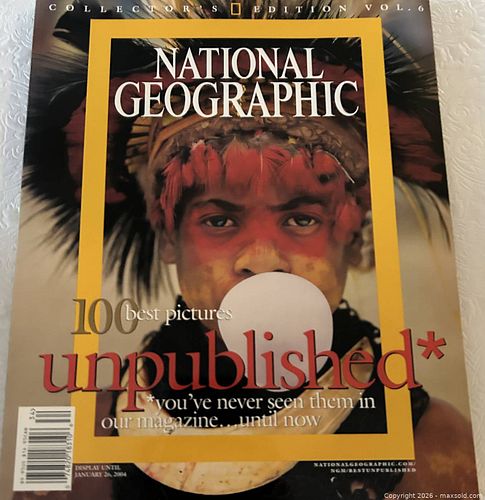 COLLECTOR'S EDITION VOL. 6
NATIONAL
GEOGRAPHIC
100 best pictures
unpublished*
*you've never seen them in
our magazine...until now
DISPLAY UNTIL
JANUARY 26, 2004
NATIONALGEOGRAPHIC.COM/
NGM/BESTUNPUBLISHED
Copyright 2026 - maxsold.com